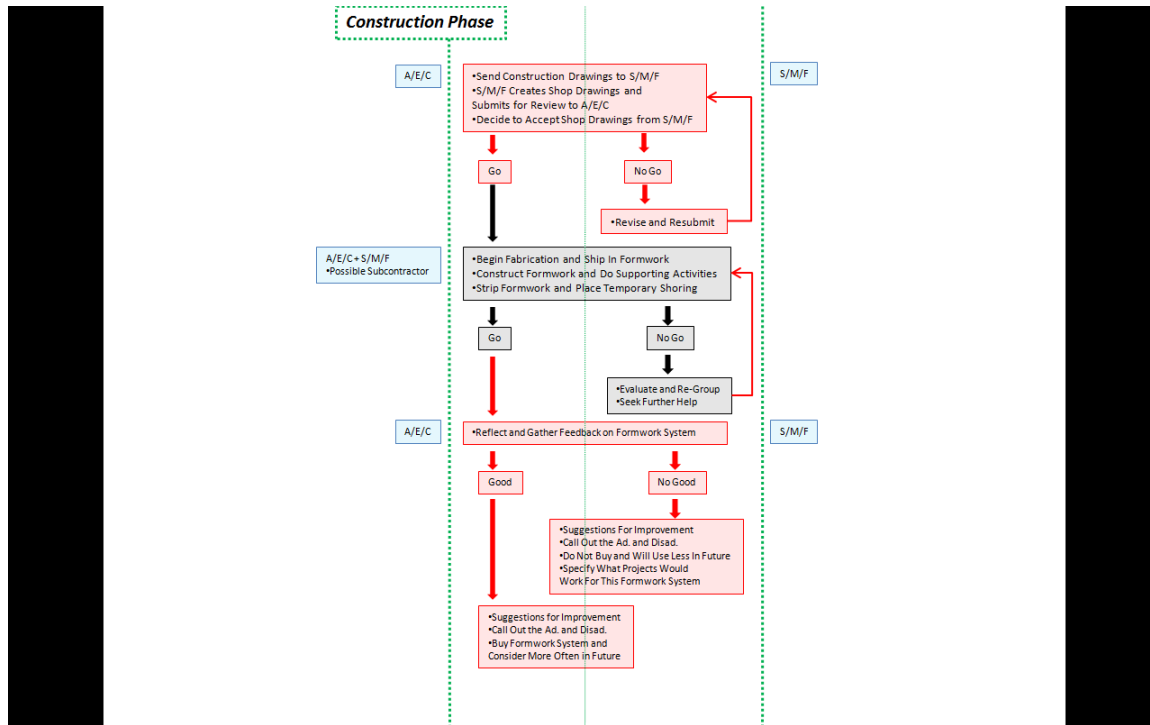 Construction Phase
A/E/C
•Send Construction Drawings to S/M/F
•S/M/F Creates Shop Drawings and
Submits for Review to A/E/C
•Decide to Accept Shop Drawings from S/M/F
S/M/F
Go
No Go
•Revise and Resubmit
A/E/C + S/M/F
•Possible Subcontractor
•Begin Fabrication and Ship In Formwork
•Construct Formwork and Do Supporting Activities
•Strip Formwork and Place Temporary Shoring
Go
No Go
•Evaluate and Re-Group
•Seek Further Help
A/E/C
•Reflect and Gather Feedback on Formwork System
S/M/F
Good
No Good
•Suggestions For Improvement
•Call Out the Ad. and Disad.
•Do Not Buy and Will Use Less In Future
•Specify What Projects Would
Work For This Formwork System
•Suggestions for Improvement
•Call Out the Ad. and Disad.
•Buy Formwork System and
Consider More Often in Future